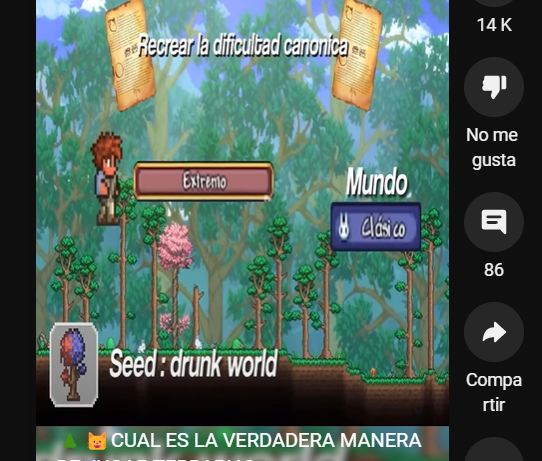 Recrear la dificultad canonica
14 K
No me
gusta
Extremo
Mundo
Clásico
86
Seed : drunk world
Compa
rtir
🌲 😺 CUAL ES LA VERDADERA MANERA